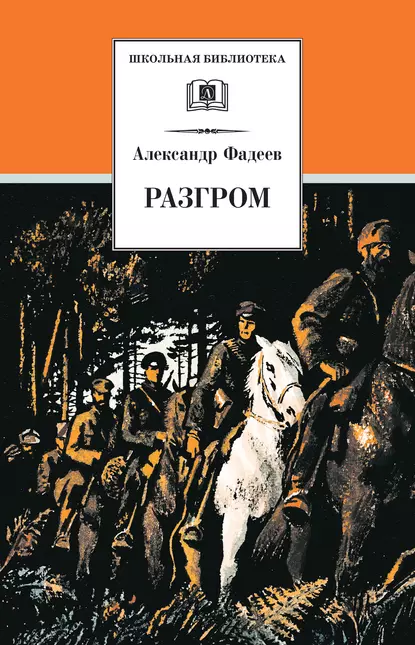 ШКОЛЬНАЯ БИБЛИОТЕКА
Александр Фадеев
РАЗГРОМ